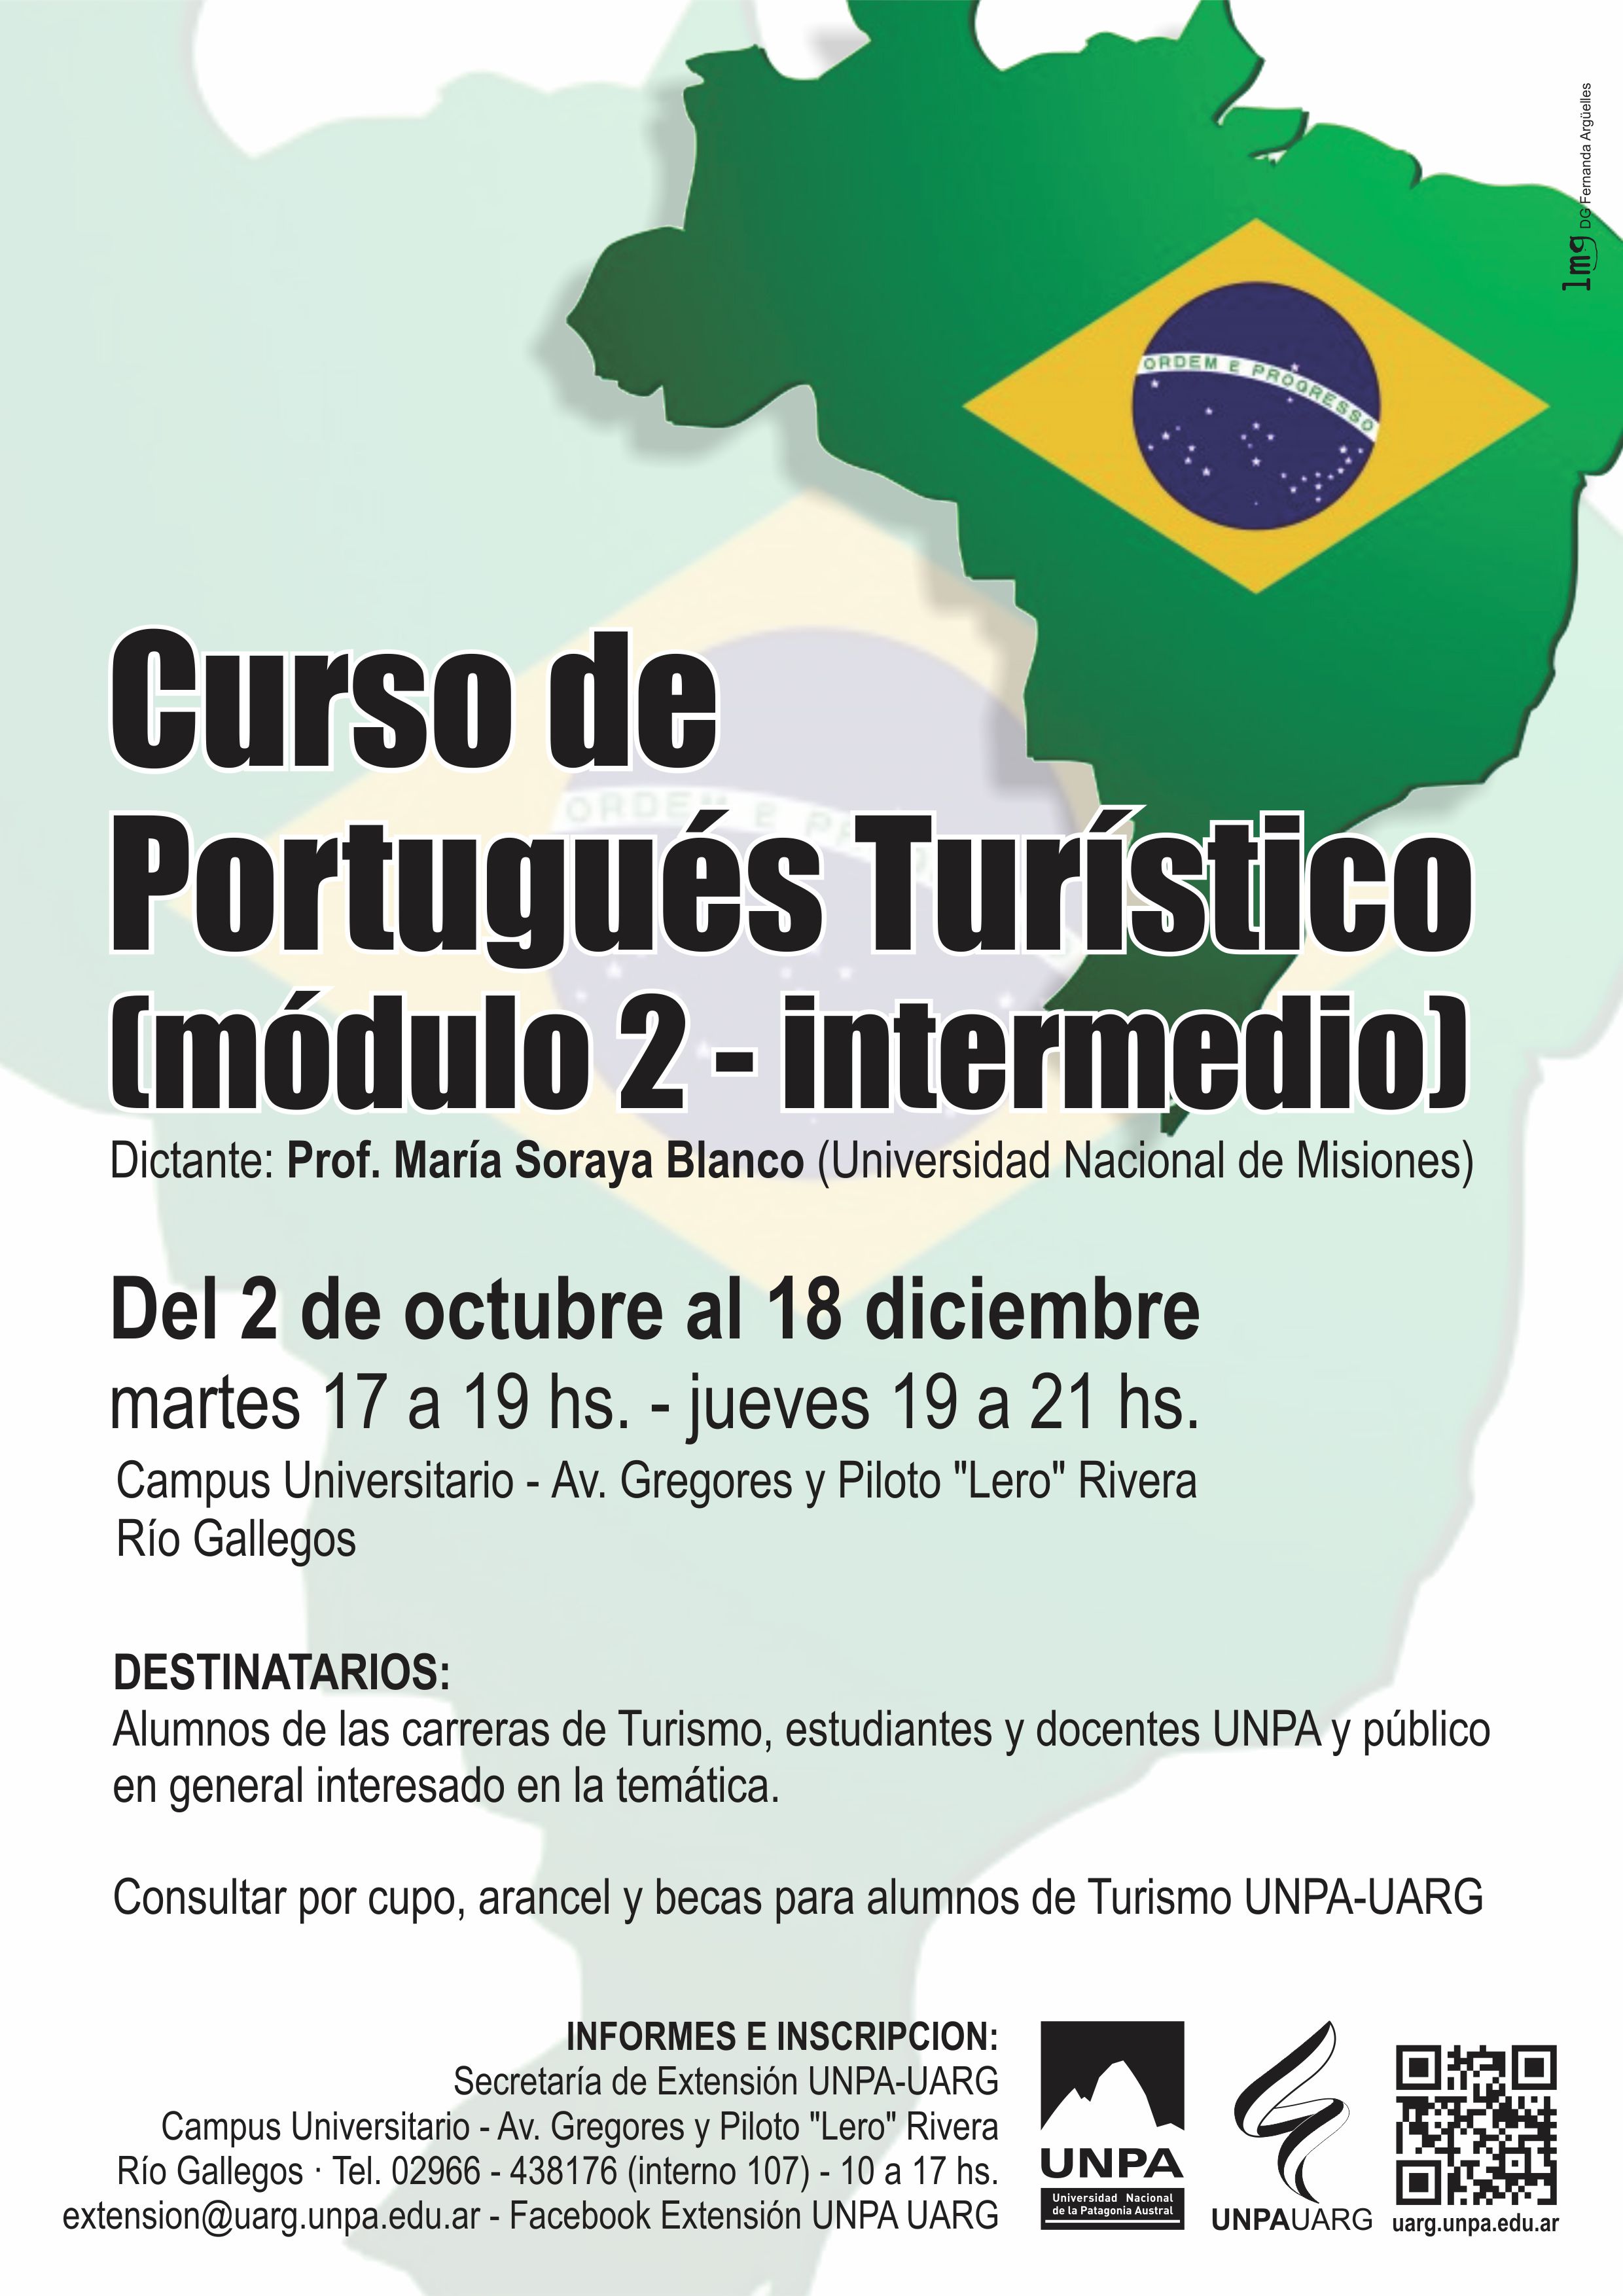 lmg DG Fernanda Argüelles
ORDEM E PROGRESSO
Curso de
Portugués Turístico
(módulo 2 - intermedio)
Dictante: Prof. María Soraya Blanco (Universidad Nacional de Misiones)
Del 2 de octubre al 18 diciembre
martes 17 a 19 hs. - jueves 19 a 21 hs.
Campus Universitario - Av. Gregores y Piloto "Lero" Rivera
Río Gallegos
DESTINATARIOS:
Alumnos de las carreras de Turismo, estudiantes y docentes UNPA y público
en general interesado en la temática.
Consultar por cupo, arancel y becas para alumnos de Turismo UNPA-UARG
INFORMES E INSCRIPCION:
Secretaría de Extensión UNPA-UARG
Campus Universitario - Av. Gregores y Piloto "Lero" Rivera
Río Gallegos · Tel. 02966 - 438176 (interno 107) - 10 a 17 hs.
extension@uarg.unpa.edu.ar - Facebook Extensión UNPA UARG
UNPA
Universidad Nacional
de la Patagonia Austral
UNPAUARG
uarg.unpa.edu.ar